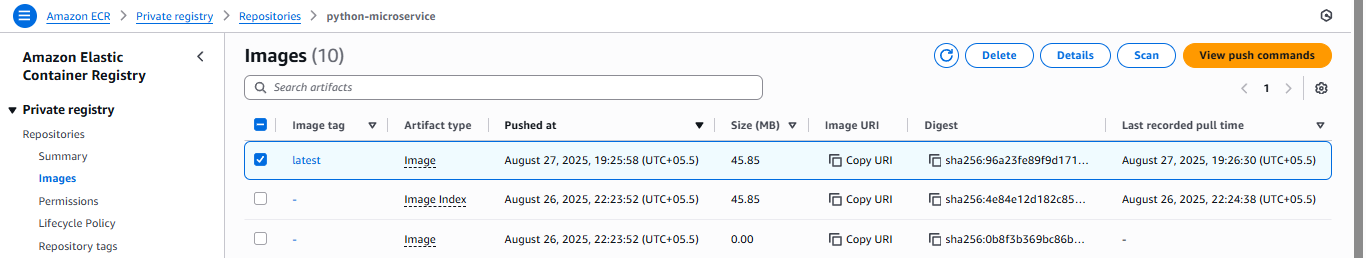 Amazon ECR > Private registry > Repositories > python-microservice
Amazon Elastic
Container Registry
Private registry
Repositories
Summary
Images
Permissions
Lifecycle Policy
Repository tags
Images (10)
Delete Details Scan View push commands
Search artifacts
1
Image tag Artifact type Pushed at Size (MB) Image URI Digest Last recorded pull time
latest Image August 27, 2025, 19:25:58 (UTC+05.5) 45.85 Copy URI sha256:96a23fe89f9d171... August 27, 2025, 19:26:30 (UTC+05.5)
- Image Index August 26, 2025, 22:23:52 (UTC+05.5) 45.85 Copy URI sha256:4e84e12d182c85... August 26, 2025, 22:24:38 (UTC+05.5)
- Image August 26, 2025, 22:23:52 (UTC+05.5) 0.00 Copy URI sha256:0b8f3b369bc86b... -